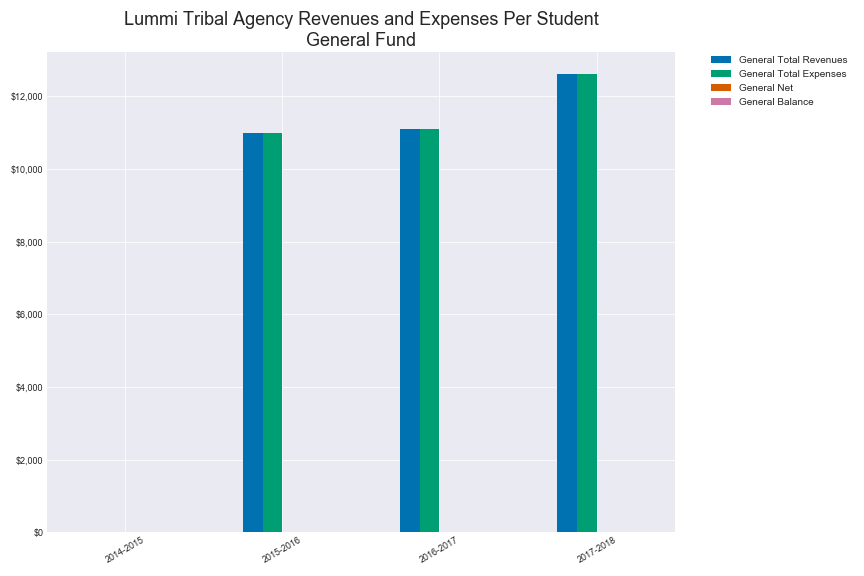 Lummi Tribal Agency Revenues and Expenses Per Student
General Fund
General Total Revenues
General Total Expenses
General Net
General Balance
$12,000
$10,000
$8,000
$6,000
$4,000
$2,000
$0
2014-2015
2015-2016
2016-2017
2017-2018